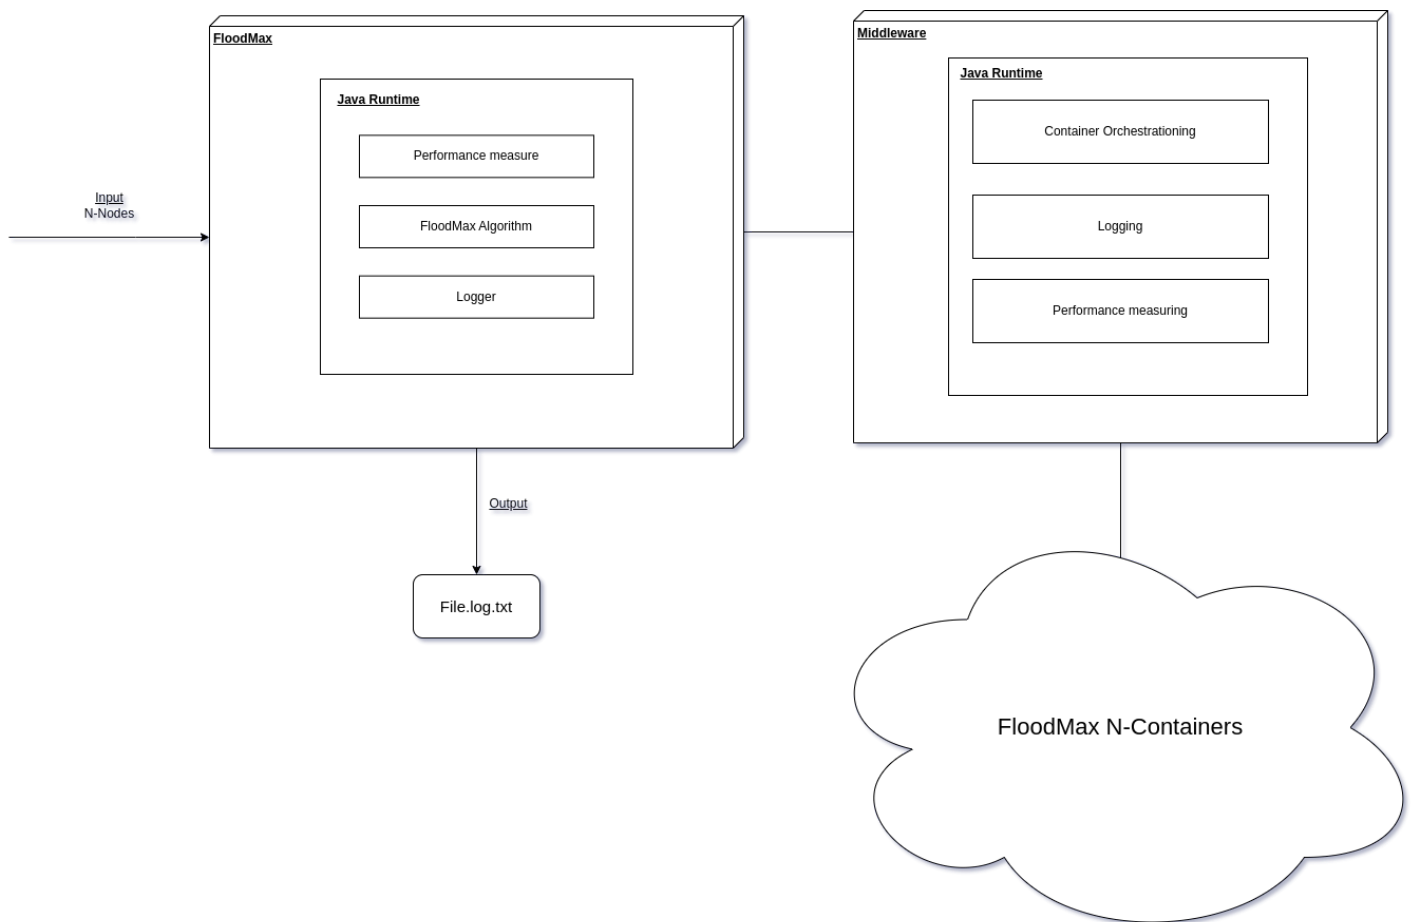 FloodMax
Java Runtime
Performance measure
FloodMax Algorithm
Logger
Input
N-Nodes
Output
File.log.txt
Middleware
Java Runtime
Container Orchestrationing
Logging
Performance measuring
FloodMax N-Containers